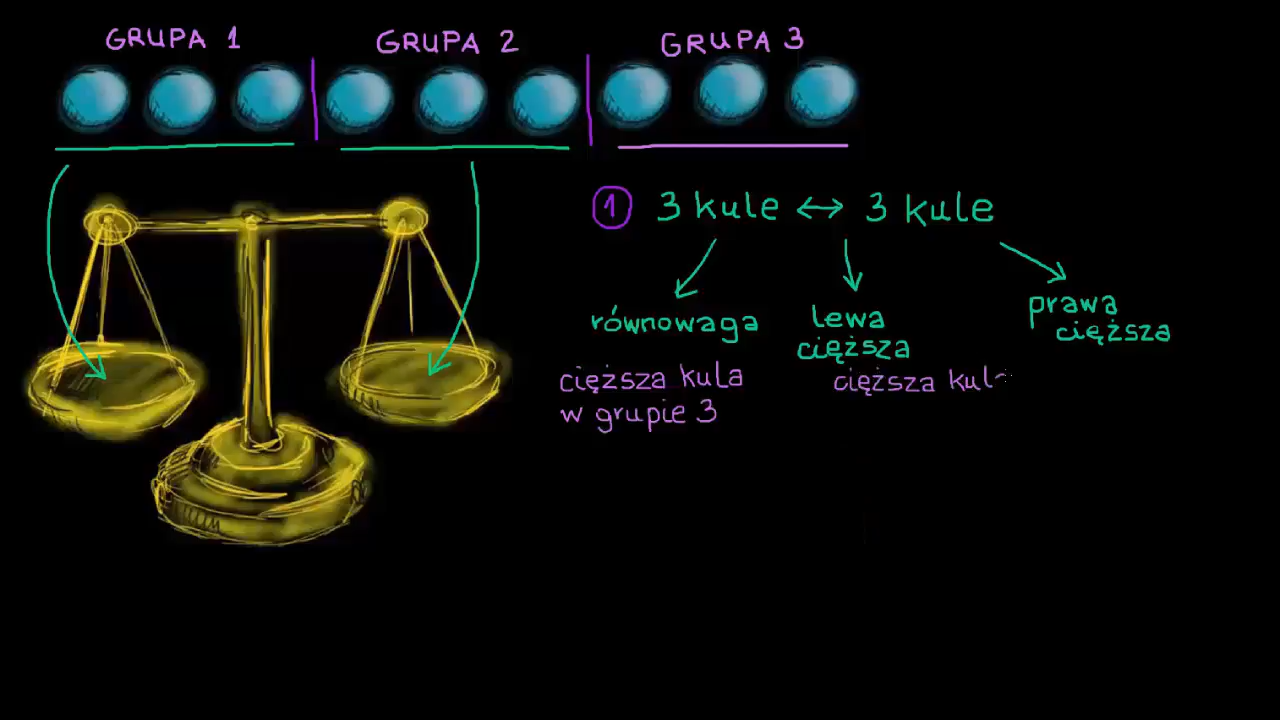 GRUPA 1
GRUPA 2
GRUPA 3
1 3 kule ↔ 3 kule
równowaga
lewa
cięższa
prawa
cięższa
cięższa kula
w grupie 3
cięższa